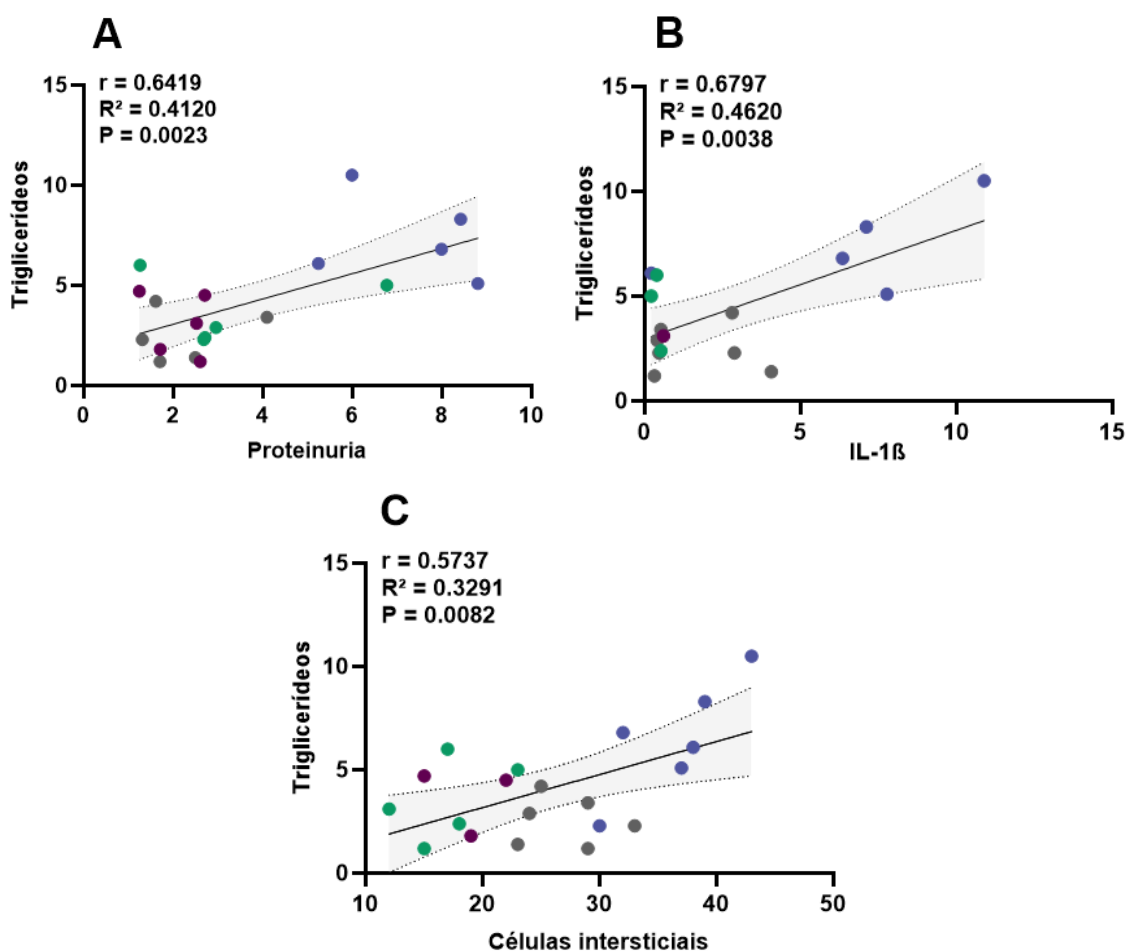 A
r = 0.6419
R² = 0.4120
P = 0.0023
15
10
5
0
Triglicerídeos
0 2 4 6 8 10
Proteinuria
B
r = 0.6797
R² = 0.4620
P = 0.0038
15
10
5
0
Triglicerídeos
0 5 10 15
IL-1ß
C
r = 0.5737
R² = 0.3291
P = 0.0082
15
10
5
0
Triglicerídeos
10 20 30 40 50
Células intersticiais